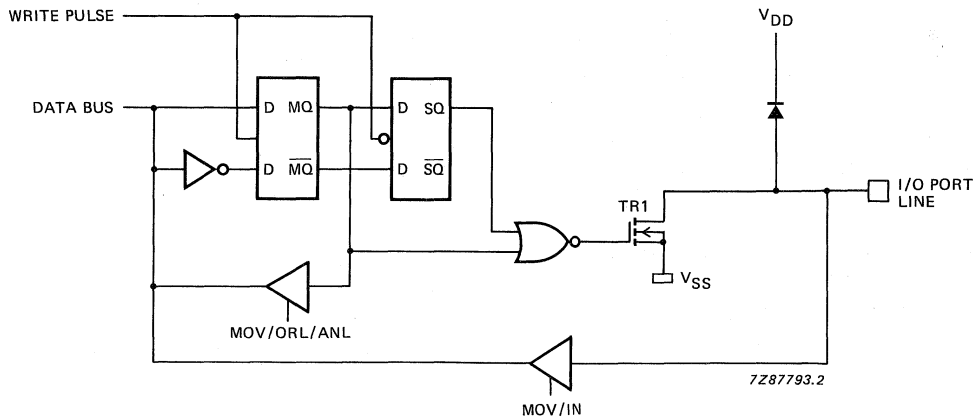 WRITE PULSE
V_DD
DATA BUS
D MQ
D SQ
D M̅Q̅
D S̅Q̅
I/O PORT
LINE
TR1
V_SS
MOV/ORL/ANL
MOV/IN
7Z87793.2